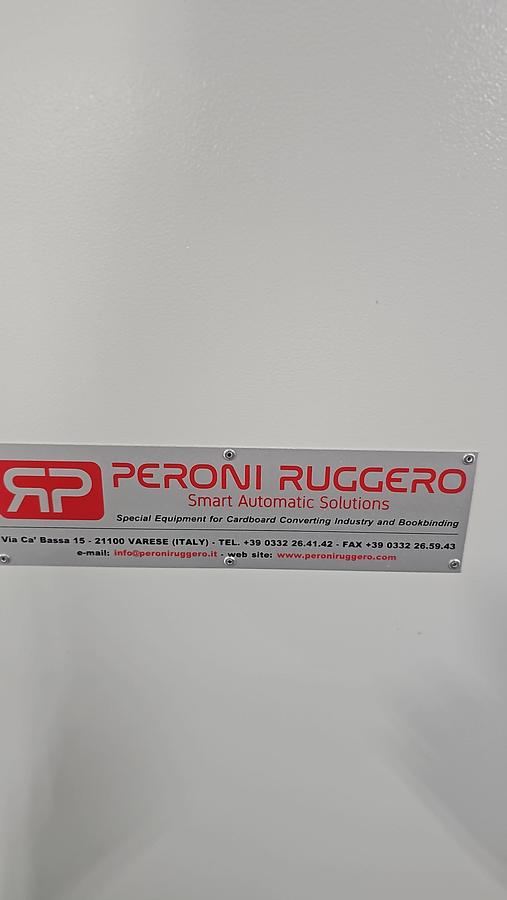 RP PERONI RUGGERO
Smart Automatic Solutions
Special Equipment for Cardboard Converting Industry and Bookbinding
Via Ca' Bassa 15 - 21100 VARESE (ITALY) - TEL. +39 0332 26.41.42 - FAX +39 0332 26.59.43
e-mail: info@peroniruggero.it - web site: www.peroniruggero.com